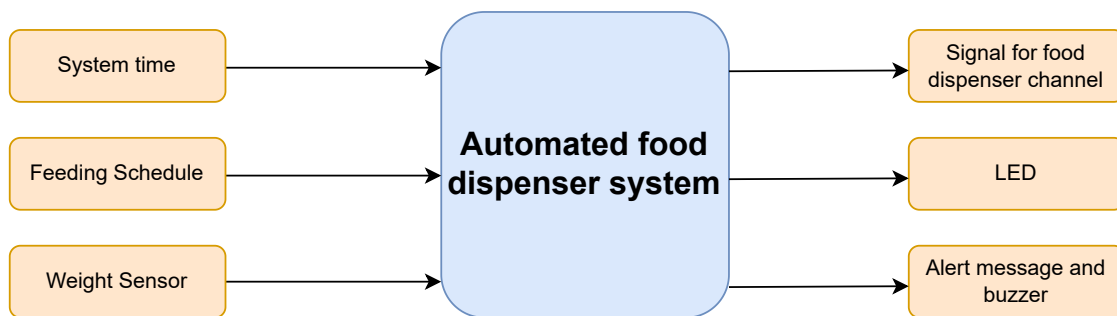 System time
Feeding Schedule
Weight Sensor
Automated food
dispenser system
Signal for food
dispenser channel
LED
Alert message and
buzzer